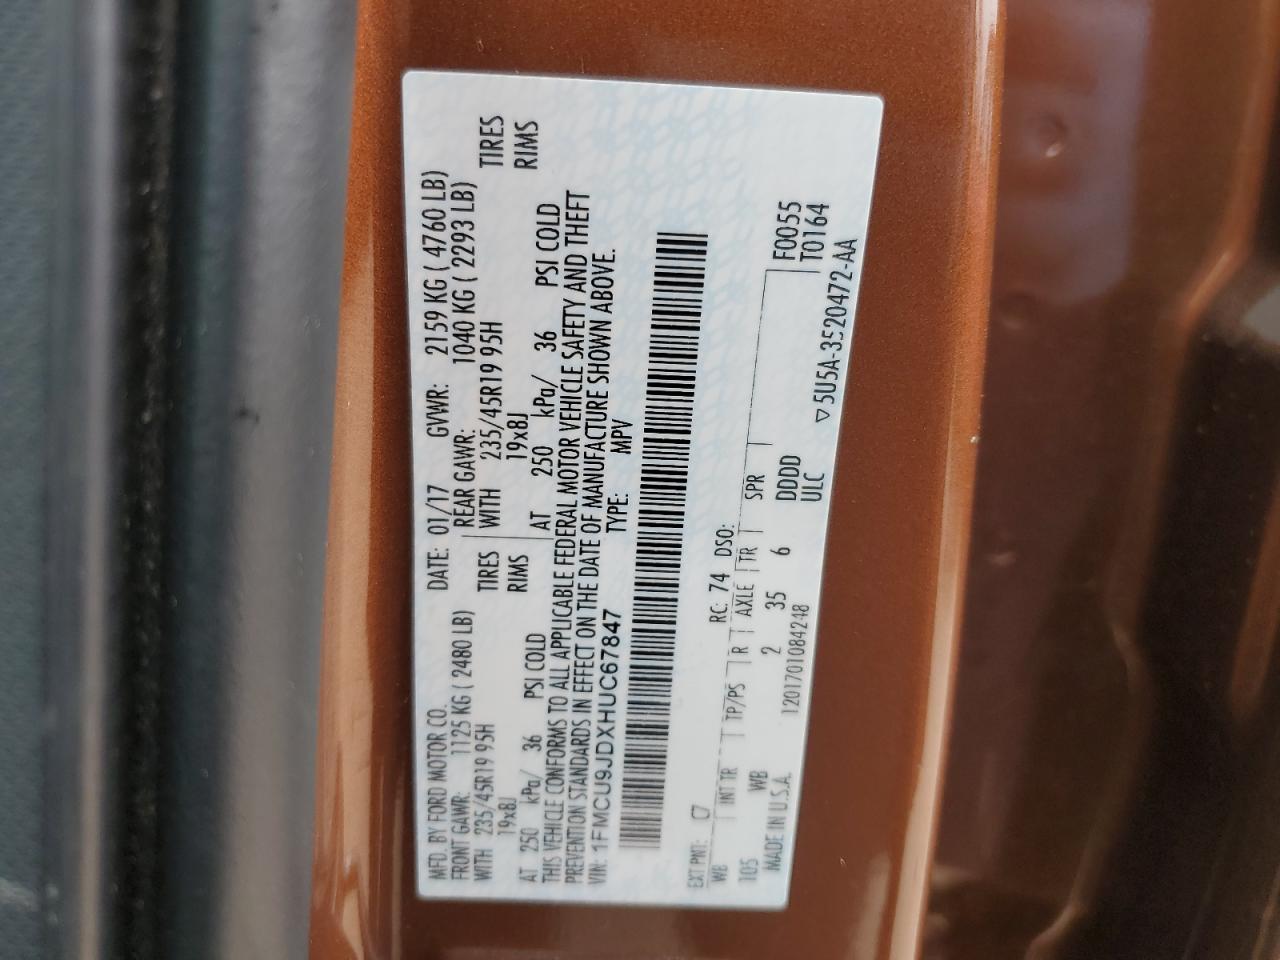 MFD. BY FORD MOTOR CO.    DATE: 01/17    GVWR: 2159 KG ( 4760 LB)
FRONT GAWR: 1125 KG ( 2480 LB)    REAR GAWR: 1040 KG ( 2293 LB)
WITH 235/45R19 95H    TIRES    WITH 235/45R19 95H    TIRES
19x8J    RIMS    19x8J    RIMS
AT 250 kPa/ 36 PSI COLD    AT 250 kPa/ 36 PSI COLD
THIS VEHICLE CONFORMS TO ALL APPLICABLE FEDERAL MOTOR VEHICLE SAFETY AND THEFT
PREVENTION STANDARDS IN EFFECT ON THE DATE OF MANUFACTURE SHOWN ABOVE.
VIN: 1FMCU9JDXHUC67847    TYPE: MPV
EXT PNT: C7    RC: 74    DSO:
WB    INT TR    TP/PS    R    AXLE    TR    SPR    F0055
105    WB    2    35    6    DDDD    T0164
MADE IN U.S.A.    1201701084248    ULC
▽5U5A-3520472-AA